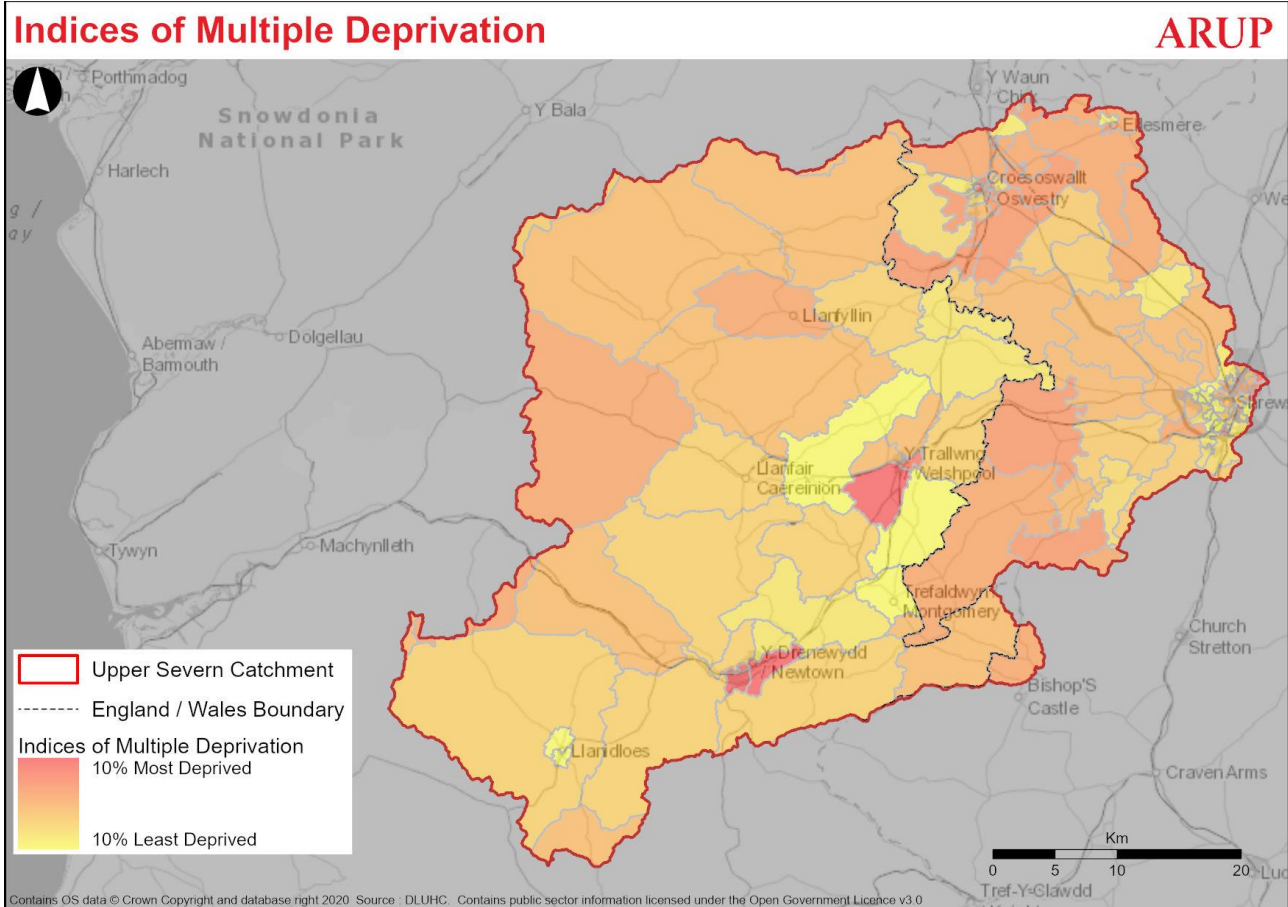 Indices of Multiple Deprivation
ARUP
Porthmadog
Y Waun
Chirk
Snowdonia
National Park
Y Bala
Ellesmere
Harlech
Croesoswallt
Oswestry
g /
ay
We
Llanfyllin
Dolgellau
Abermaw /
Barmouth
Shrew
Y Trallwng
Welshpool
Llanfair
Caereinion
Tywyn
Machynlleth
Trefaldwyn
Montgomery
Church
Stretton
Y Drenewydd
/ Newtown
Bishop'S
Castle
Llanidloes
Craven Arms
Upper Severn Catchment
England / Wales Boundary
Indices of Multiple Deprivation
10% Most Deprived
10% Least Deprived
Km
0 5 10 20
Lud
Tref-Y-Clawdd
Contains OS data © Crown Copyright and database right 2020 Source : DLUHC. Contains public sector information licensed under the Open Government Licence v3.0